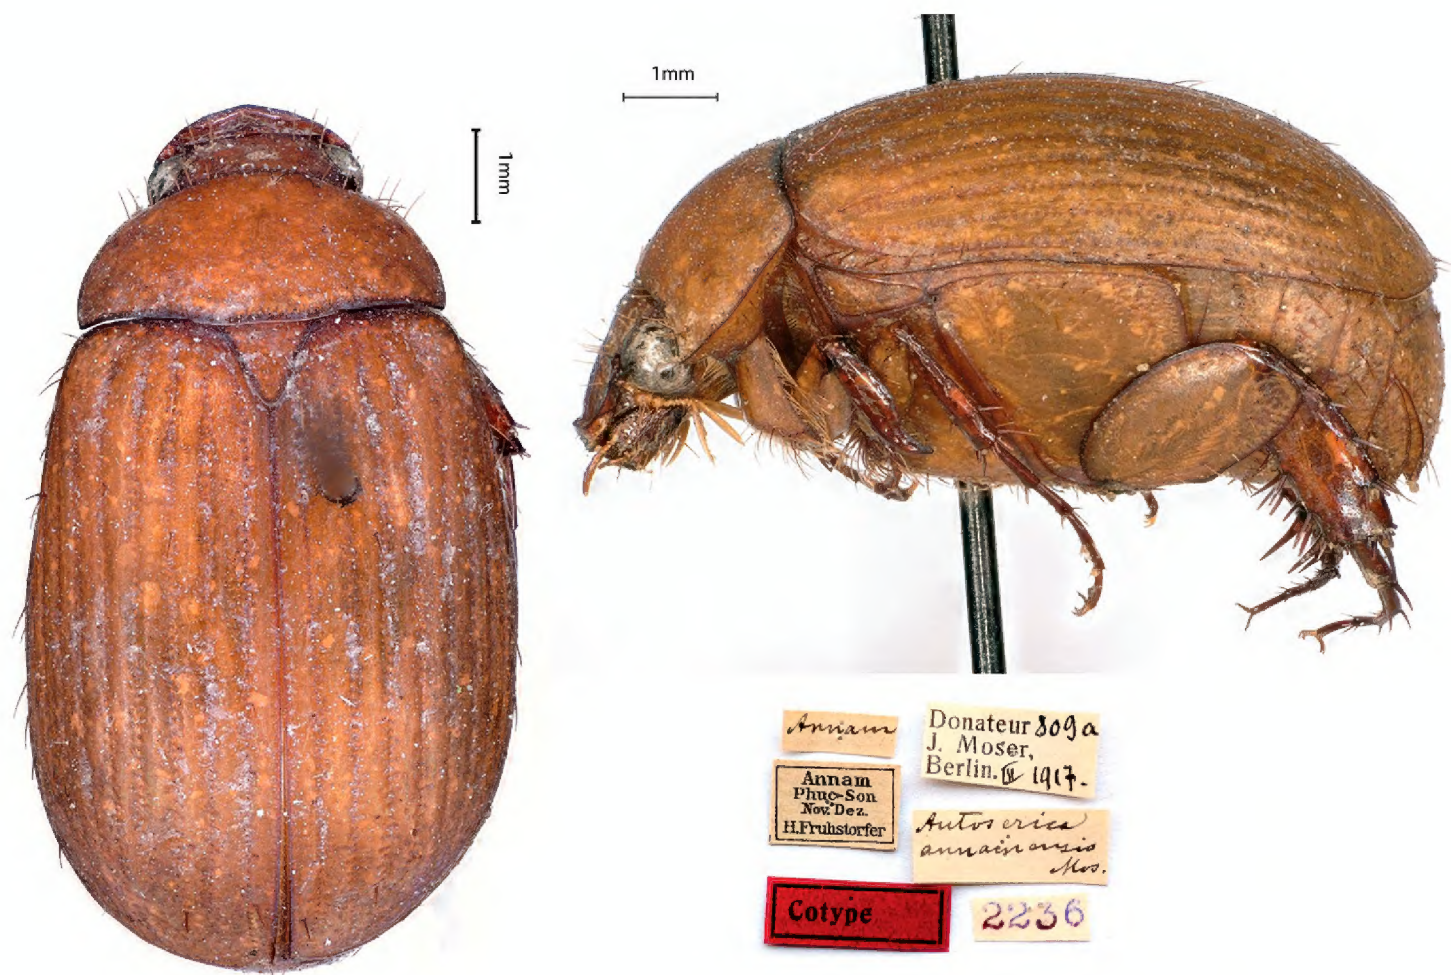 1mm
1mm
Annam
Donateur 809a
J. Moser,
Berlin. IX 1917.
Annam
Phuc-Son
Nov. Dez.
H.Fruhstorfer
Autoserica
annamensis
Mos.
Cotype
2236